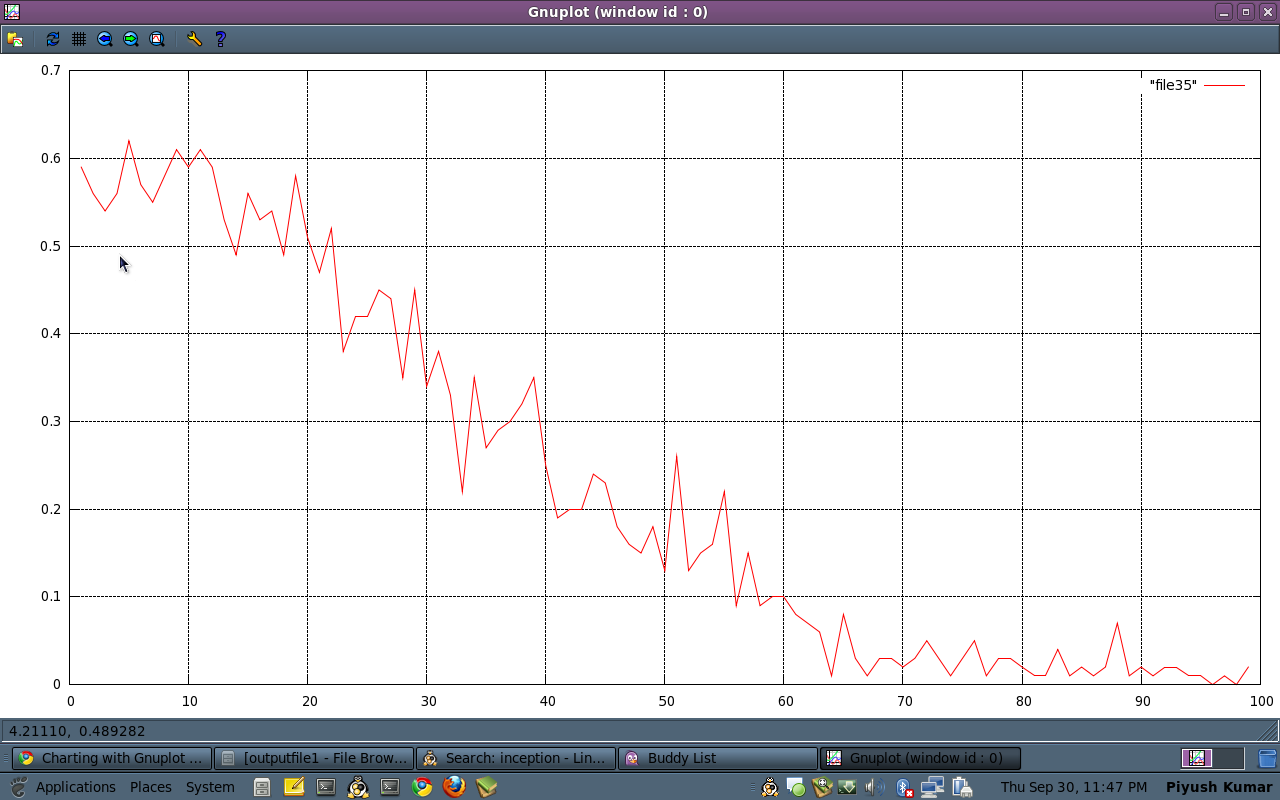 Gnuplot (window id : 0)
"file35"
0.7
0.6
0.5
0.4
0.3
0.2
0.1
0
0 10 20 30 40 50 60 70 80 90 100
4.21110, 0.489282
Charting with Gnuplot ... [outputfile1 - File Brow... Search: inception - Lin... Buddy List Gnuplot (window id : 0)
Applications Places System Thu Sep 30, 11:47 PM Piyush Kumar